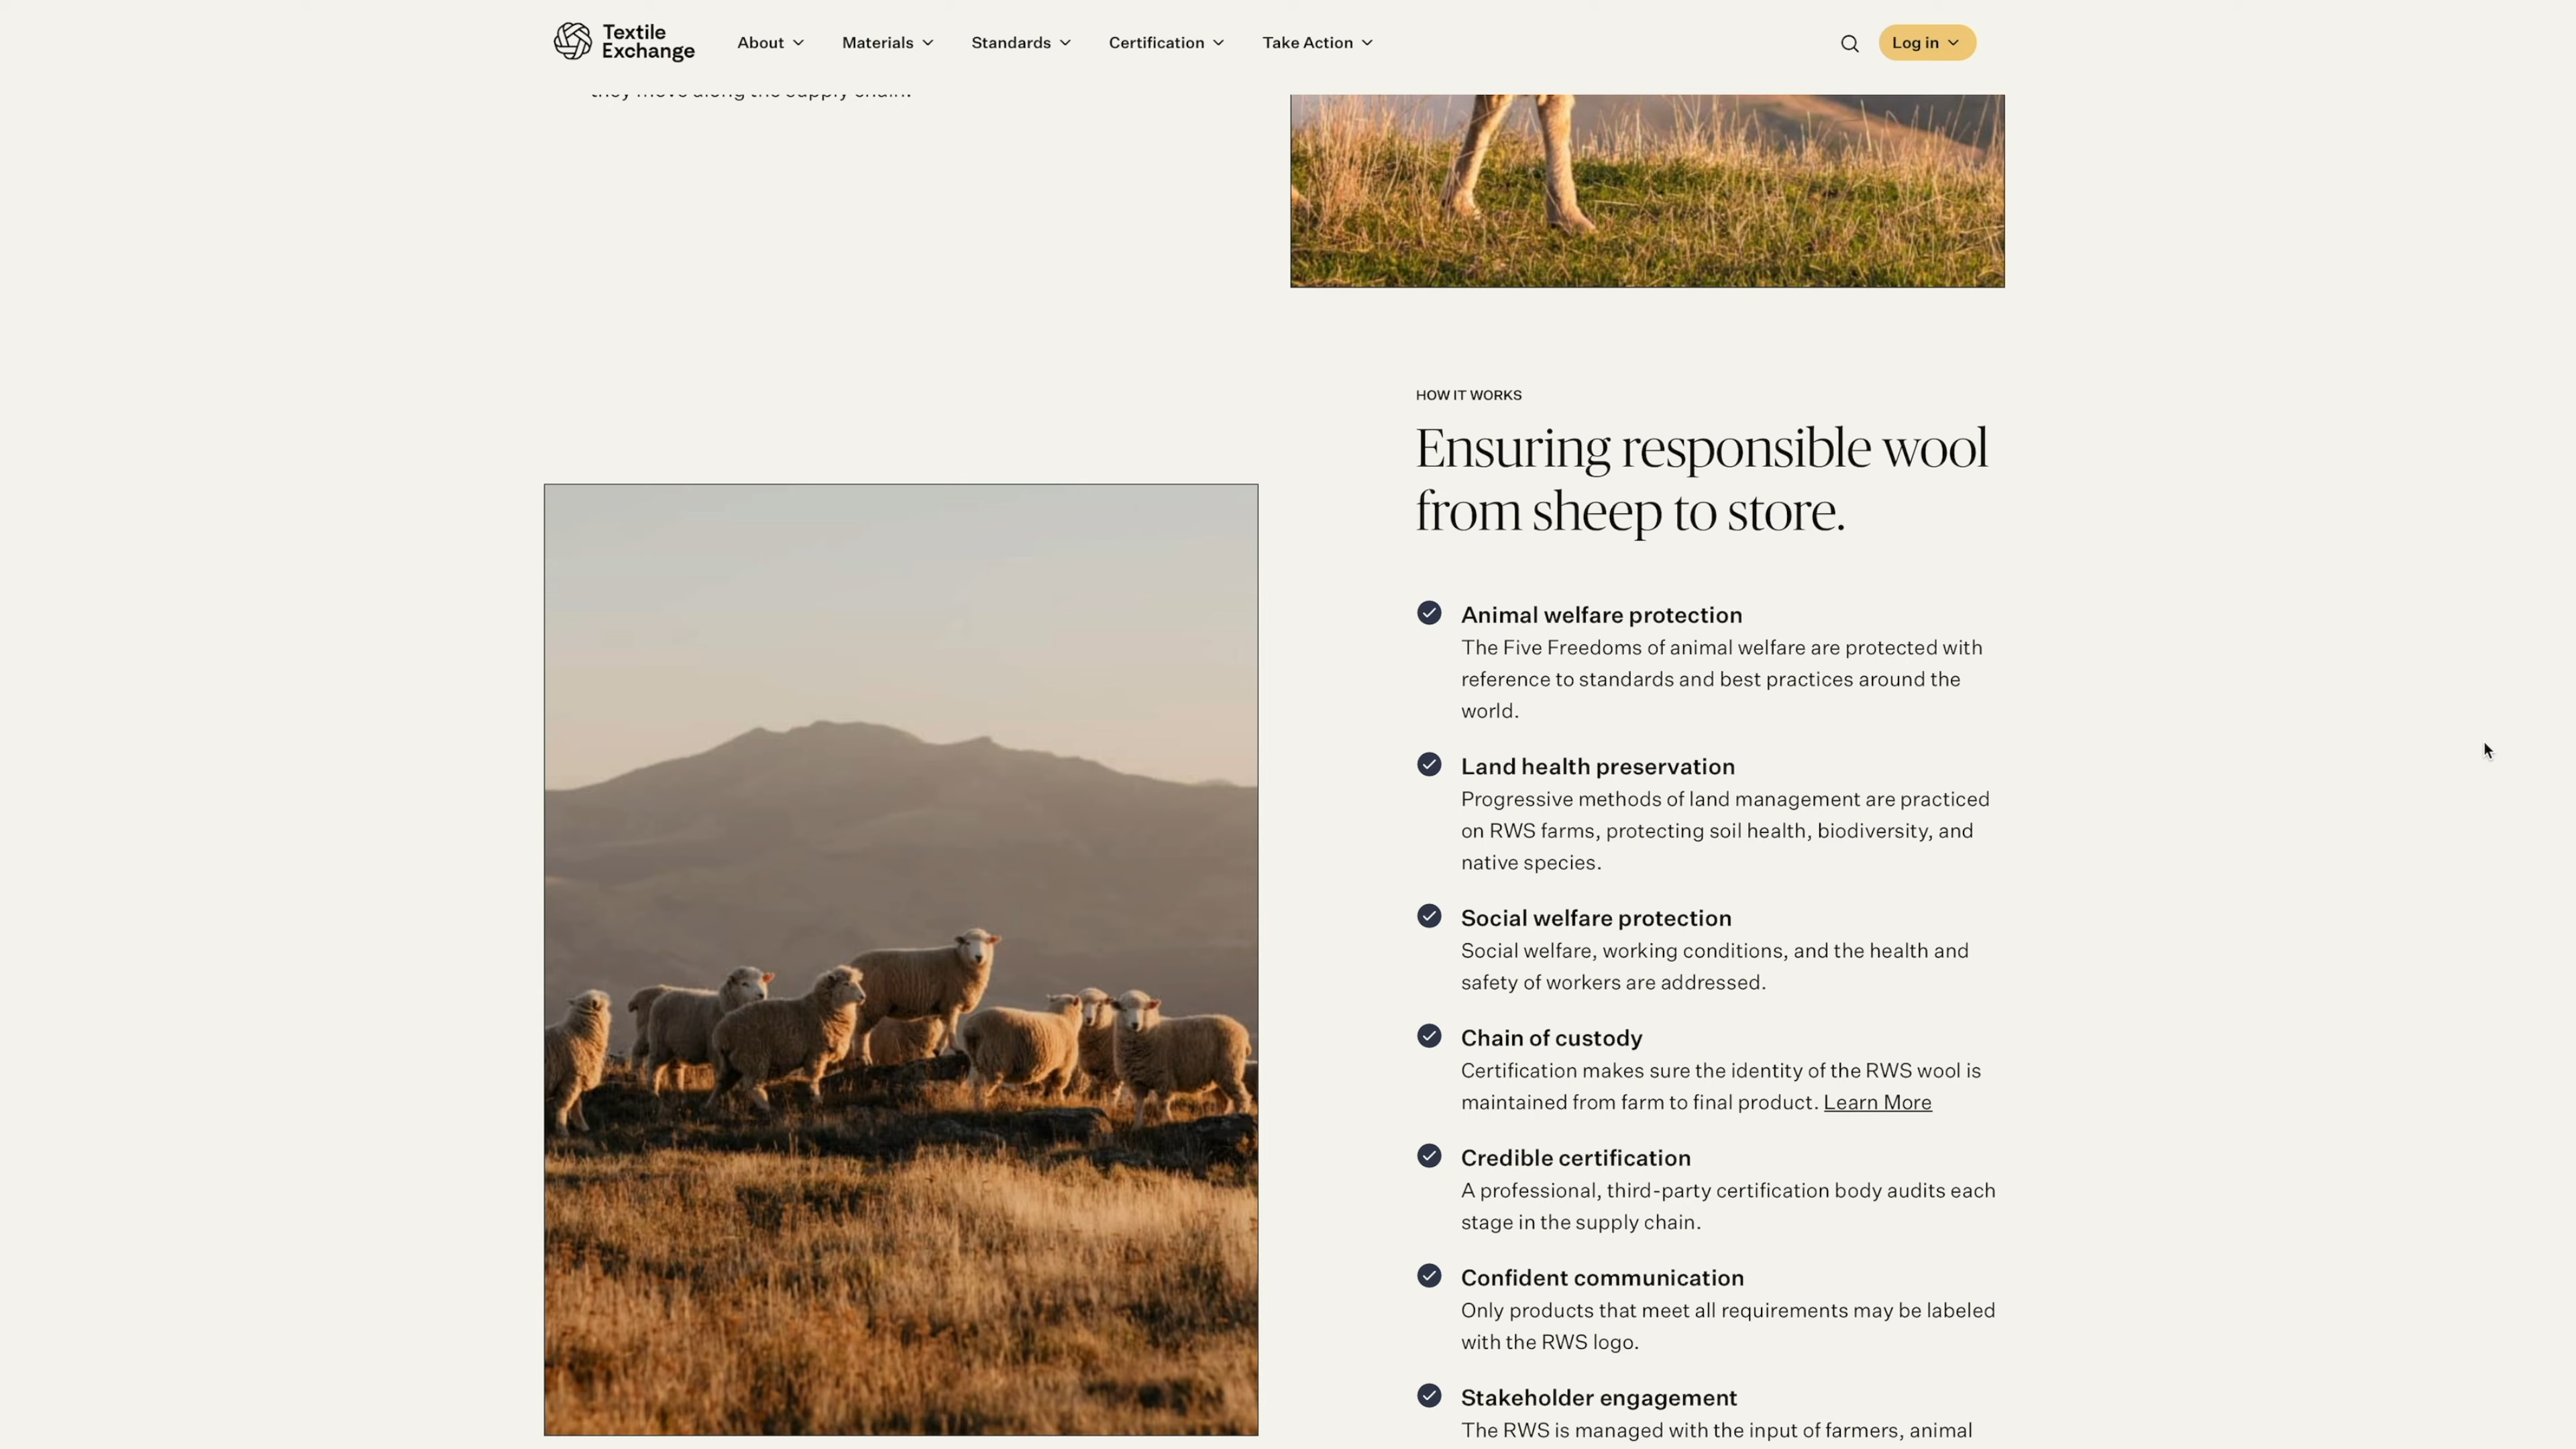 Textile
Exchange
About
Materials
Standards
Certification
Take Action
Log in
they move along the supply chain.
HOW IT WORKS
Ensuring responsible wool
from sheep to store.
Animal welfare protection
The Five Freedoms of animal welfare are protected with
reference to standards and best practices around the
world.
Land health preservation
Progressive methods of land management are practiced
on RWS farms, protecting soil health, biodiversity, and
native species.
Social welfare protection
Social welfare, working conditions, and the health and
safety of workers are addressed.
Chain of custody
Certification makes sure the identity of the RWS wool is
maintained from farm to final product. Learn More
Credible certification
A professional, third-party certification body audits each
stage in the supply chain.
Confident communication
Only products that meet all requirements may be labeled
with the RWS logo.
Stakeholder engagement
The RWS is managed with the input of farmers, animal